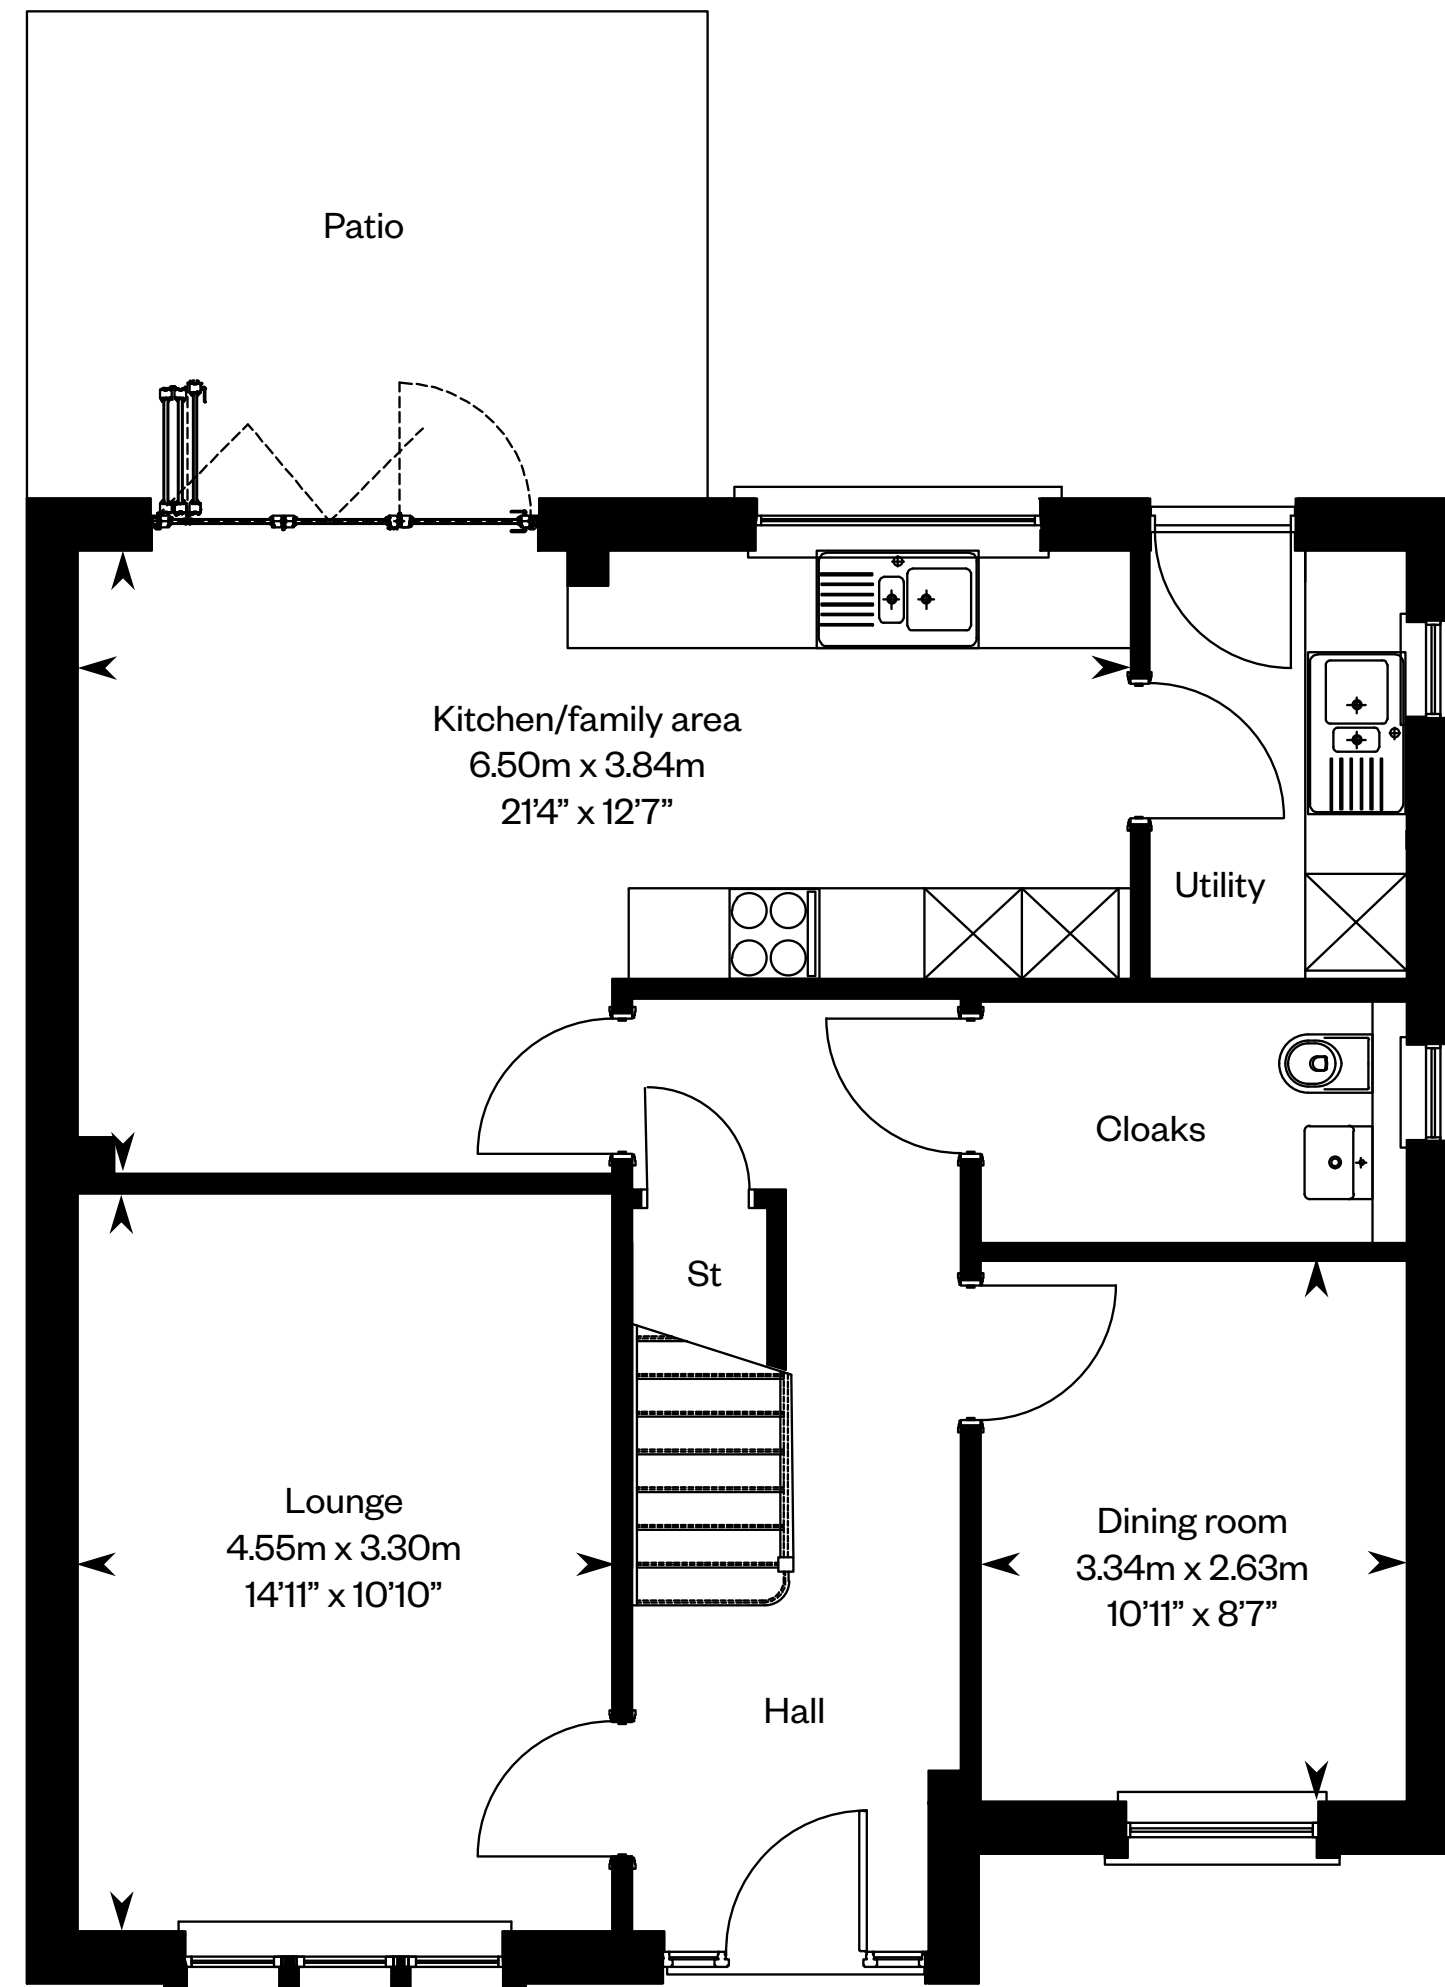 Patio
Kitchen/family area
6.50m x 3.84m
21’4” x 12’7”
Utility
Cloaks
St
Lounge
4.55m x 3.30m
14’11” x 10’10”
Dining room
3.34m x 2.63m
10’11” x 8’7”
Hall